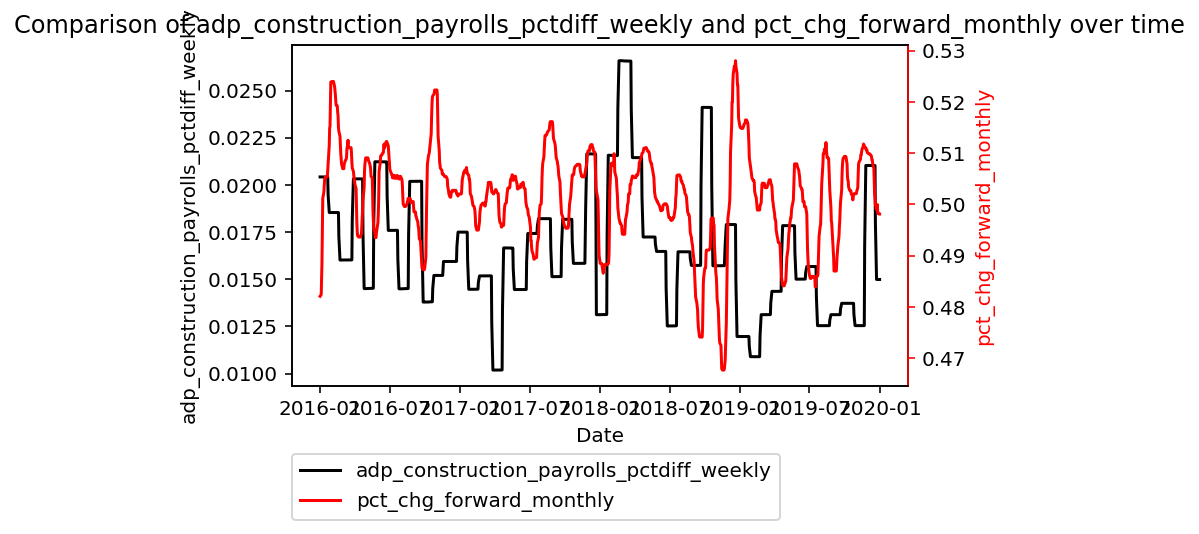 Comparison of adp_construction_payrolls_pctdiff_weekly and pct_chg_forward_monthly over time
adp_construction_payrolls_pctdiff_weekly
0.0250
0.0225
0.0200
0.0175
0.0150
0.0125
0.0100
0.53
0.52
0.51
0.50
0.49
0.48
0.47
pct_chg_forward_monthly
2016-01 2016-07 2017-01 2017-07 2018-01 2018-07 2019-01 2019-07 2020-01
Date
adp_construction_payrolls_pctdiff_weekly
pct_chg_forward_monthly